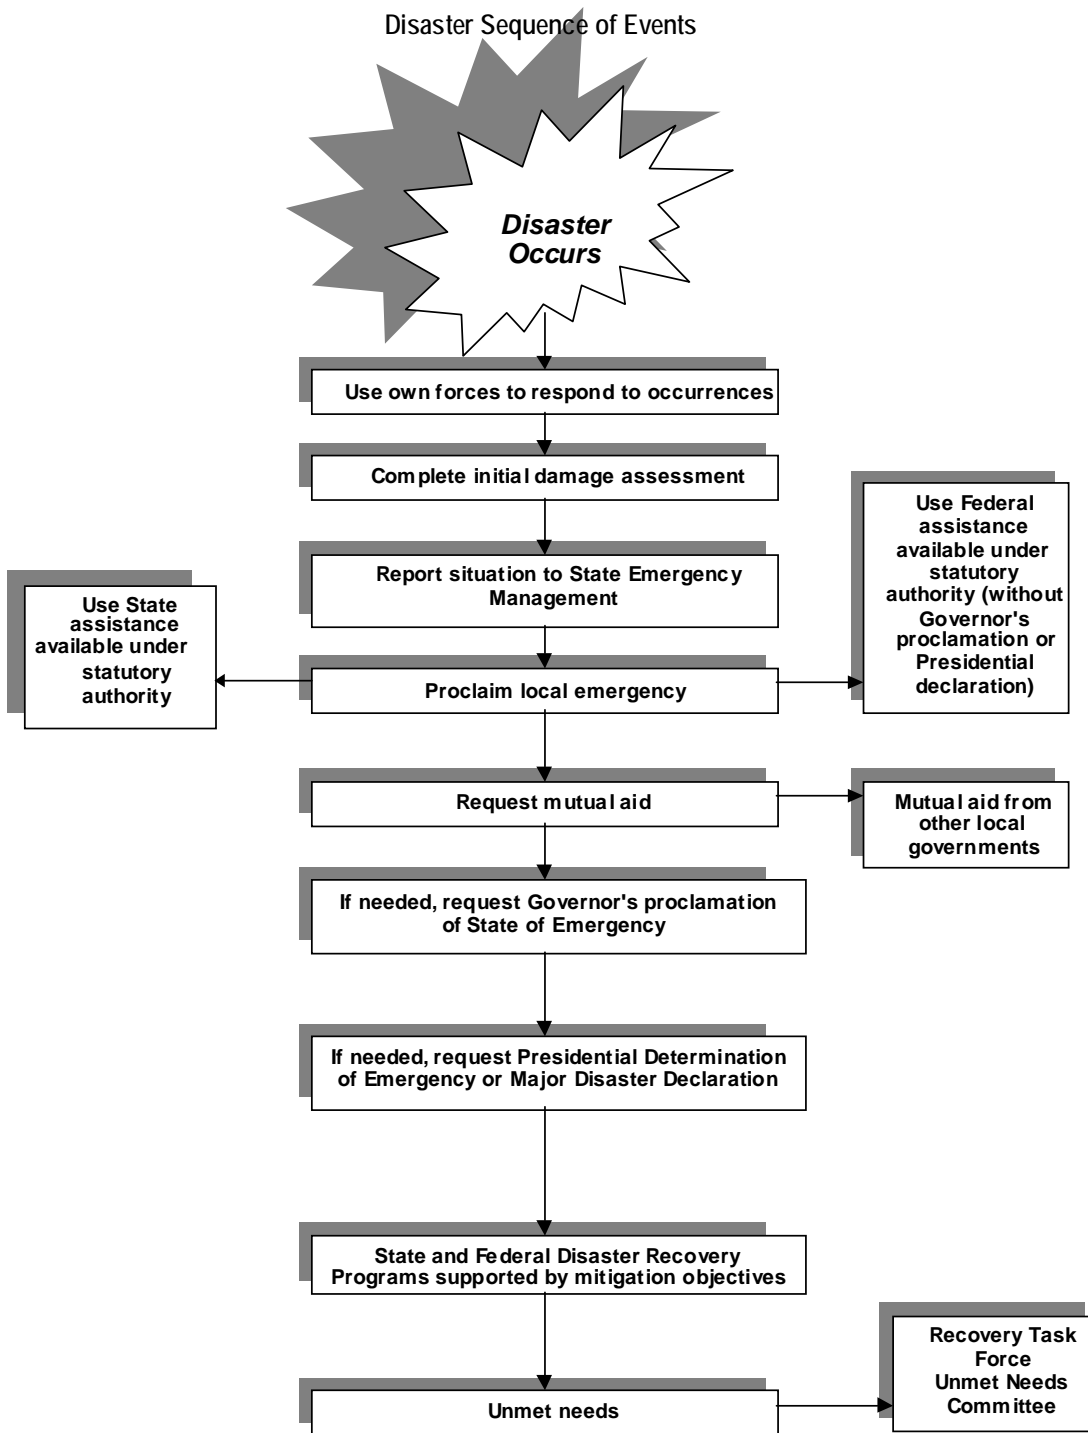 Disaster Sequence of Events
Disaster
Occurs
Use own forces to respond to occurrences
Complete initial damage assessment
Use Federal
assistance
available under
statutory
authority (without
Governor's
proclamation or
Presidential
declaration)
Report situation to State Emergency
Management
Use State
assistance
available under
statutory
authority
Proclaim local emergency
Request mutual aid
Mutual aid from
other local
governments
If needed, request Governor's proclamation
of State of Emergency
If needed, request Presidential Determination
of Emergency or Major Disaster Declaration
State and Federal Disaster Recovery
Programs supported by mitigation objectives
Recovery Task
Force
Unmet Needs
Committee
Unmet needs